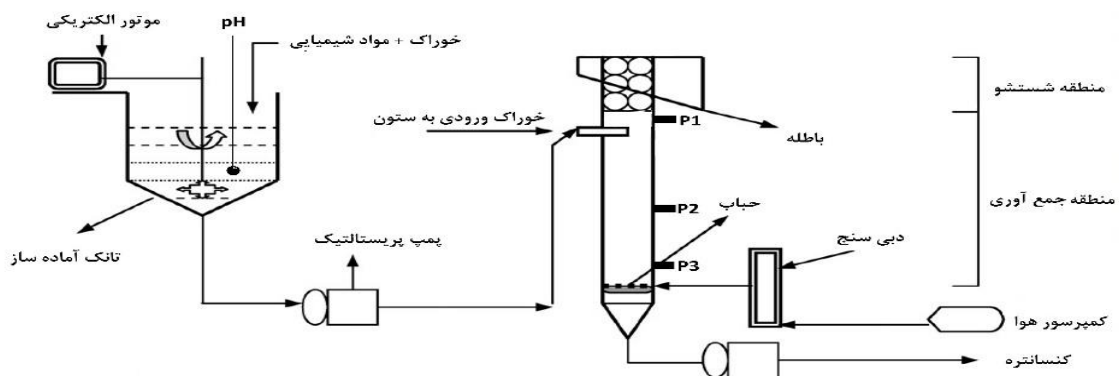 موتور الکتریکی
pH
خوراک + مواد شیمیایی
خوراک ورودی به ستون
P1
باطله
منطقه شستشو
منطقه جمع آوری
P2
حباب
دبی سنج
P3
تانک آماده ساز
پمپ پریستالتیک
کمپرسور هوا
کنسانتره